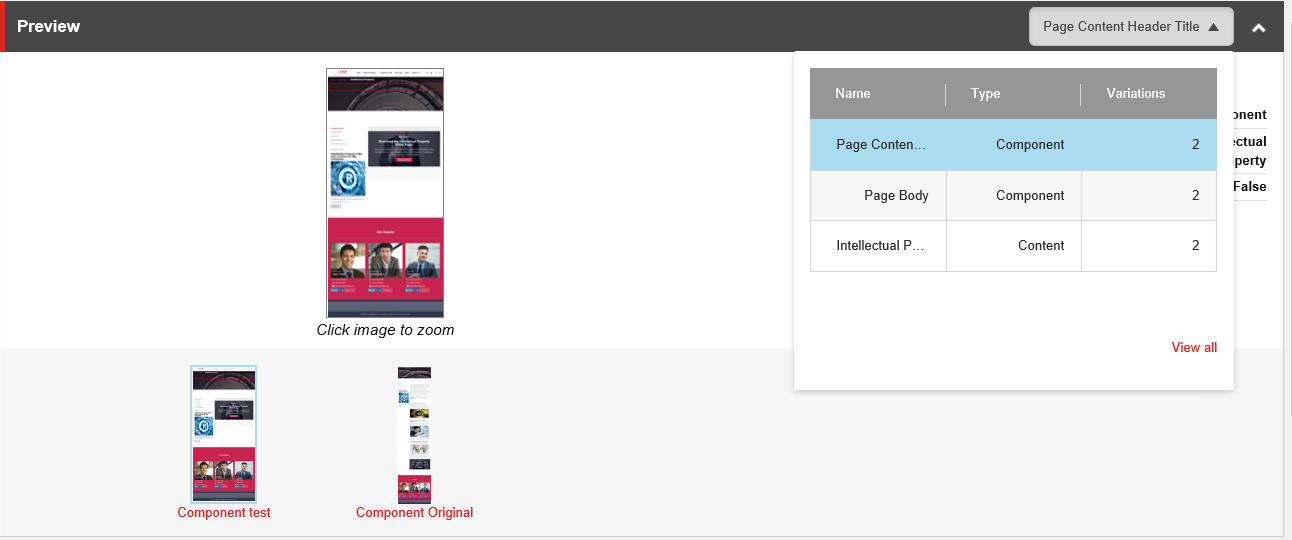 Preview
Page Content Header Title
Name Type Variations
Page Conten… Component 2
Page Body Component 2
Intellectual P… Content 2
View all
onent
ectual
perty
False
Click image to zoom
Component test
Component Original